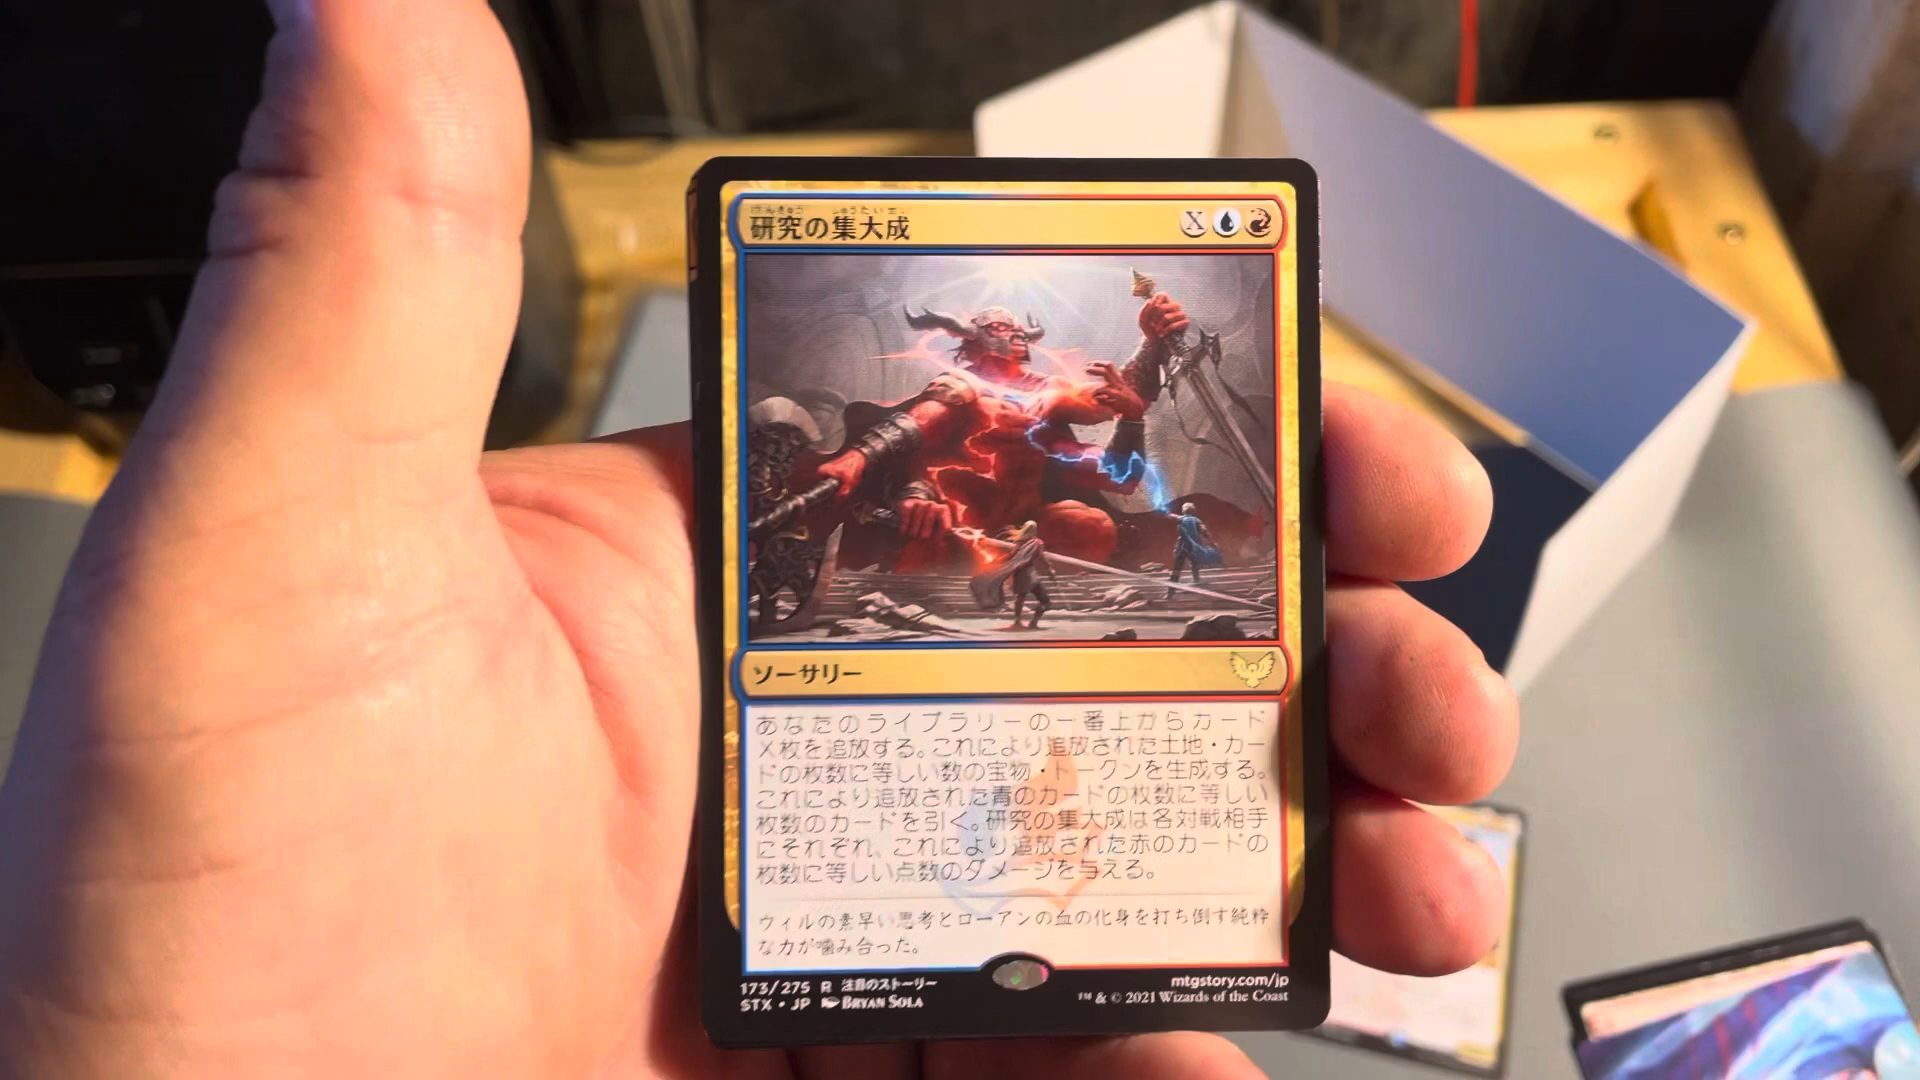 研究の集大成
X
ソーサリー
あなたのライブラリーの一番上からカード
X枚を追放する。これにより追放された土地・カー
ドの枚数に等しい数の宝物・トークンを生成する。
これにより追放された青のカードの枚数に等しい
枚数のカードを引く。研究の集大成は各対戦相手
にそれぞれ、これにより追放された赤のカードの
枚数に等しい点数のダメージを与える。
ウィルの素早い思考とローアンの血の化身を打ち倒す純粋
な力が噛み合った。
173/275 R 注目のストーリー
mtgstory.com/jp
STX • JP BRYAN SOLA
™ & © 2021 Wizards of the Coast